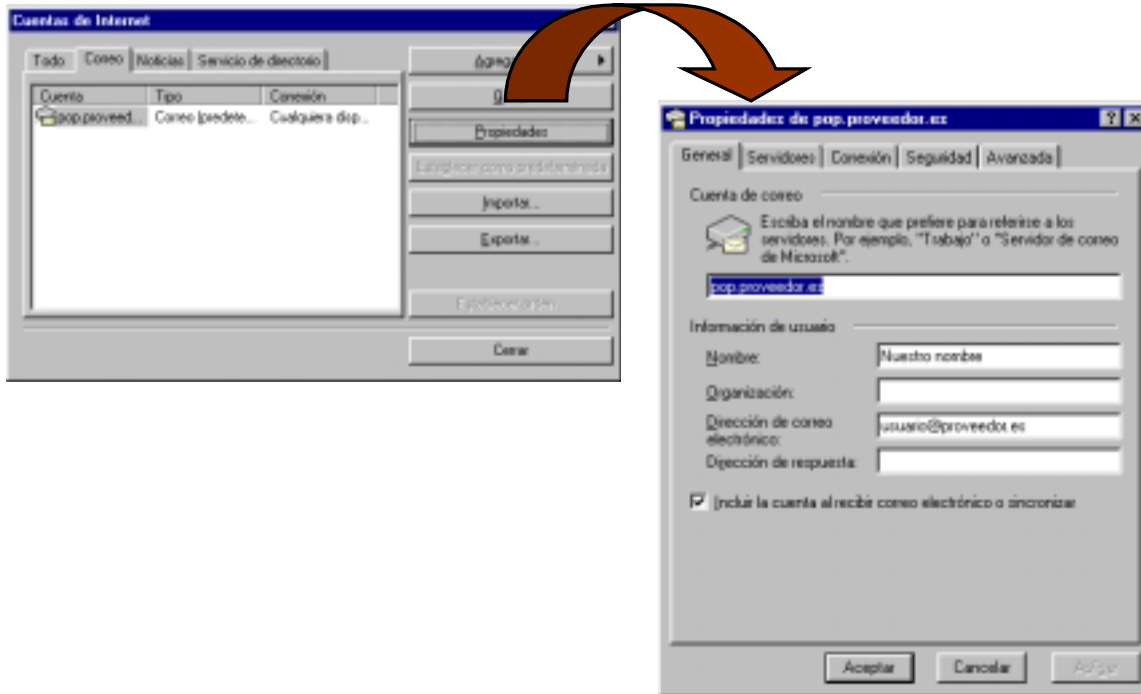 Cuentas de Internet
Todo Correo Noticias Servicio de directorio
Cuenta Tipo Conexión
pop.proveed... Correo (predete... Cualquiera disp...
Propiedades
Establecer como predeterminada
Importar...
Exportar...
Establecer orden...
Cerrar
Propiedades de pop.proveedor.es
General Servidores Conexión Seguridad Avanzada
Cuenta de correo
Escriba el nombre que prefiere para referirse a los
servidores. Por ejemplo, "Trabajo" o "Servidor de correo
de Microsoft".
pop.proveedor.es
Información de usuario
Nombre: Nuestro nombre
Organización:
Dirección de correo
electrónico: usuario@proveedor.es
Dirección de respuesta:
Incluir la cuenta al recibir correo electrónico o sincronizar
Aceptar Cancelar Aplicar